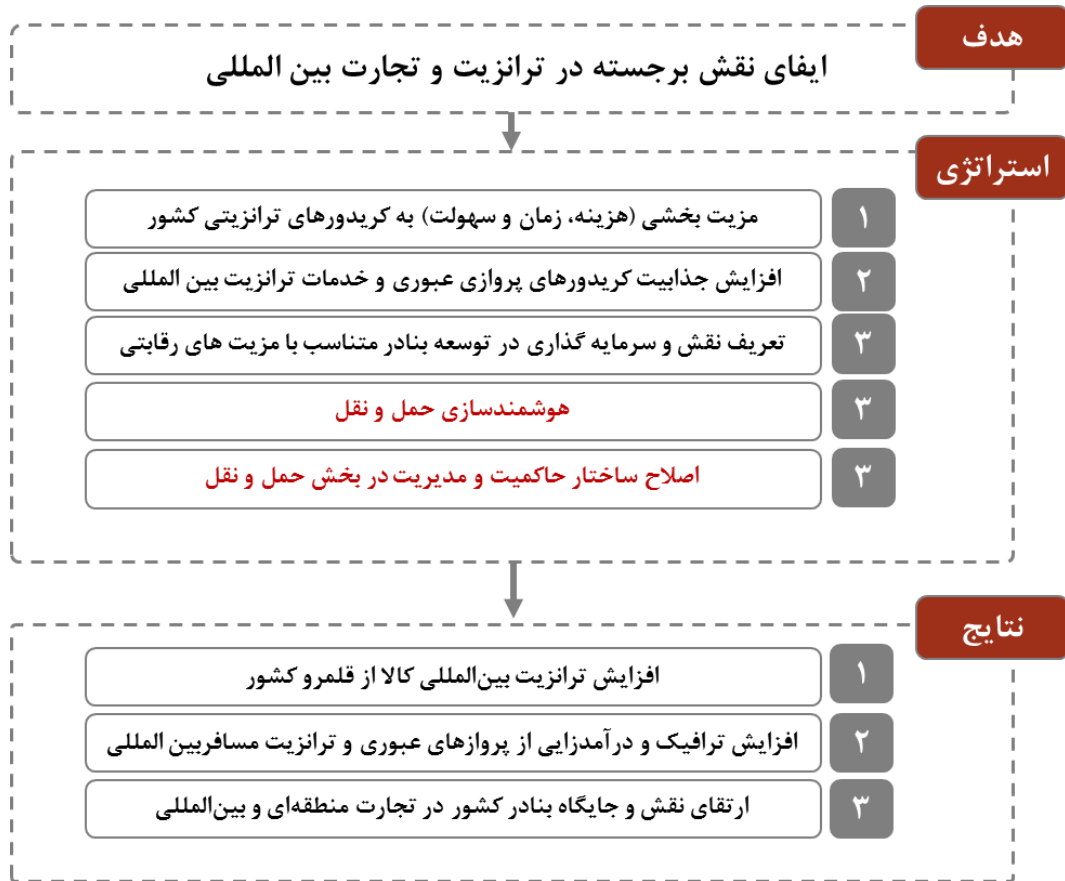 هدف
ایفای نقش برجسته در ترانزیت و تجارت بین المللی
استراتژی
۱ مزیت بخشی (هزینه، زمان و سهولت) به کریدورهای ترانزیتی کشور
۲ افزایش جذابیت کریدورهای پروازی عبوری و خدمات ترانزیت بین المللی
۳ تعریف نقش و سرمایه گذاری در توسعه بنادر متناسب با مزیت های رقابتی
۳ هوشمندسازی حمل و نقل
۳ اصلاح ساختار حاکمیت و مدیریت در بخش حمل و نقل
نتایج
۱ افزایش ترانزیت بین‌المللی کالا از قلمرو کشور
۲ افزایش ترافیک و درآمدزایی از پروازهای عبوری و ترانزیت مسافربین المللی
۳ ارتقای نقش و جایگاه بنادر کشور در تجارت منطقه‌ای و بین‌المللی